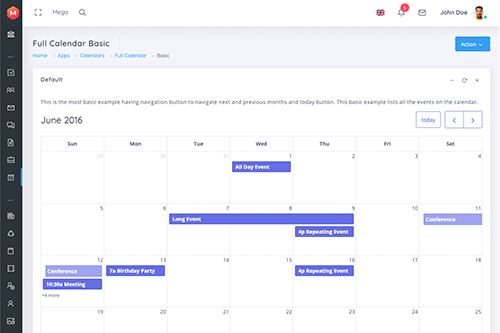 M Mega 5 John Doe
Full Calendar Basic
Action
Home Apps Calendars Full Calendar Basic
Default
This is the most basic example having navigation button to navigate next and previous months and today button. This basic example lists all the events on the calendar.
June 2016 today
Sun Mon Tue Wed Thu Fri Sat
29 30 31 1 2 3 4
All Day Event
5 6 7 8 9 10 11
Long Event Conference
4p Repeating Event
12 13 14 15 16 17 18
Conference 7a Birthday Party 4p Repeating Event
10:30a Meeting
+6 more
19 20 21 22 23 24 25